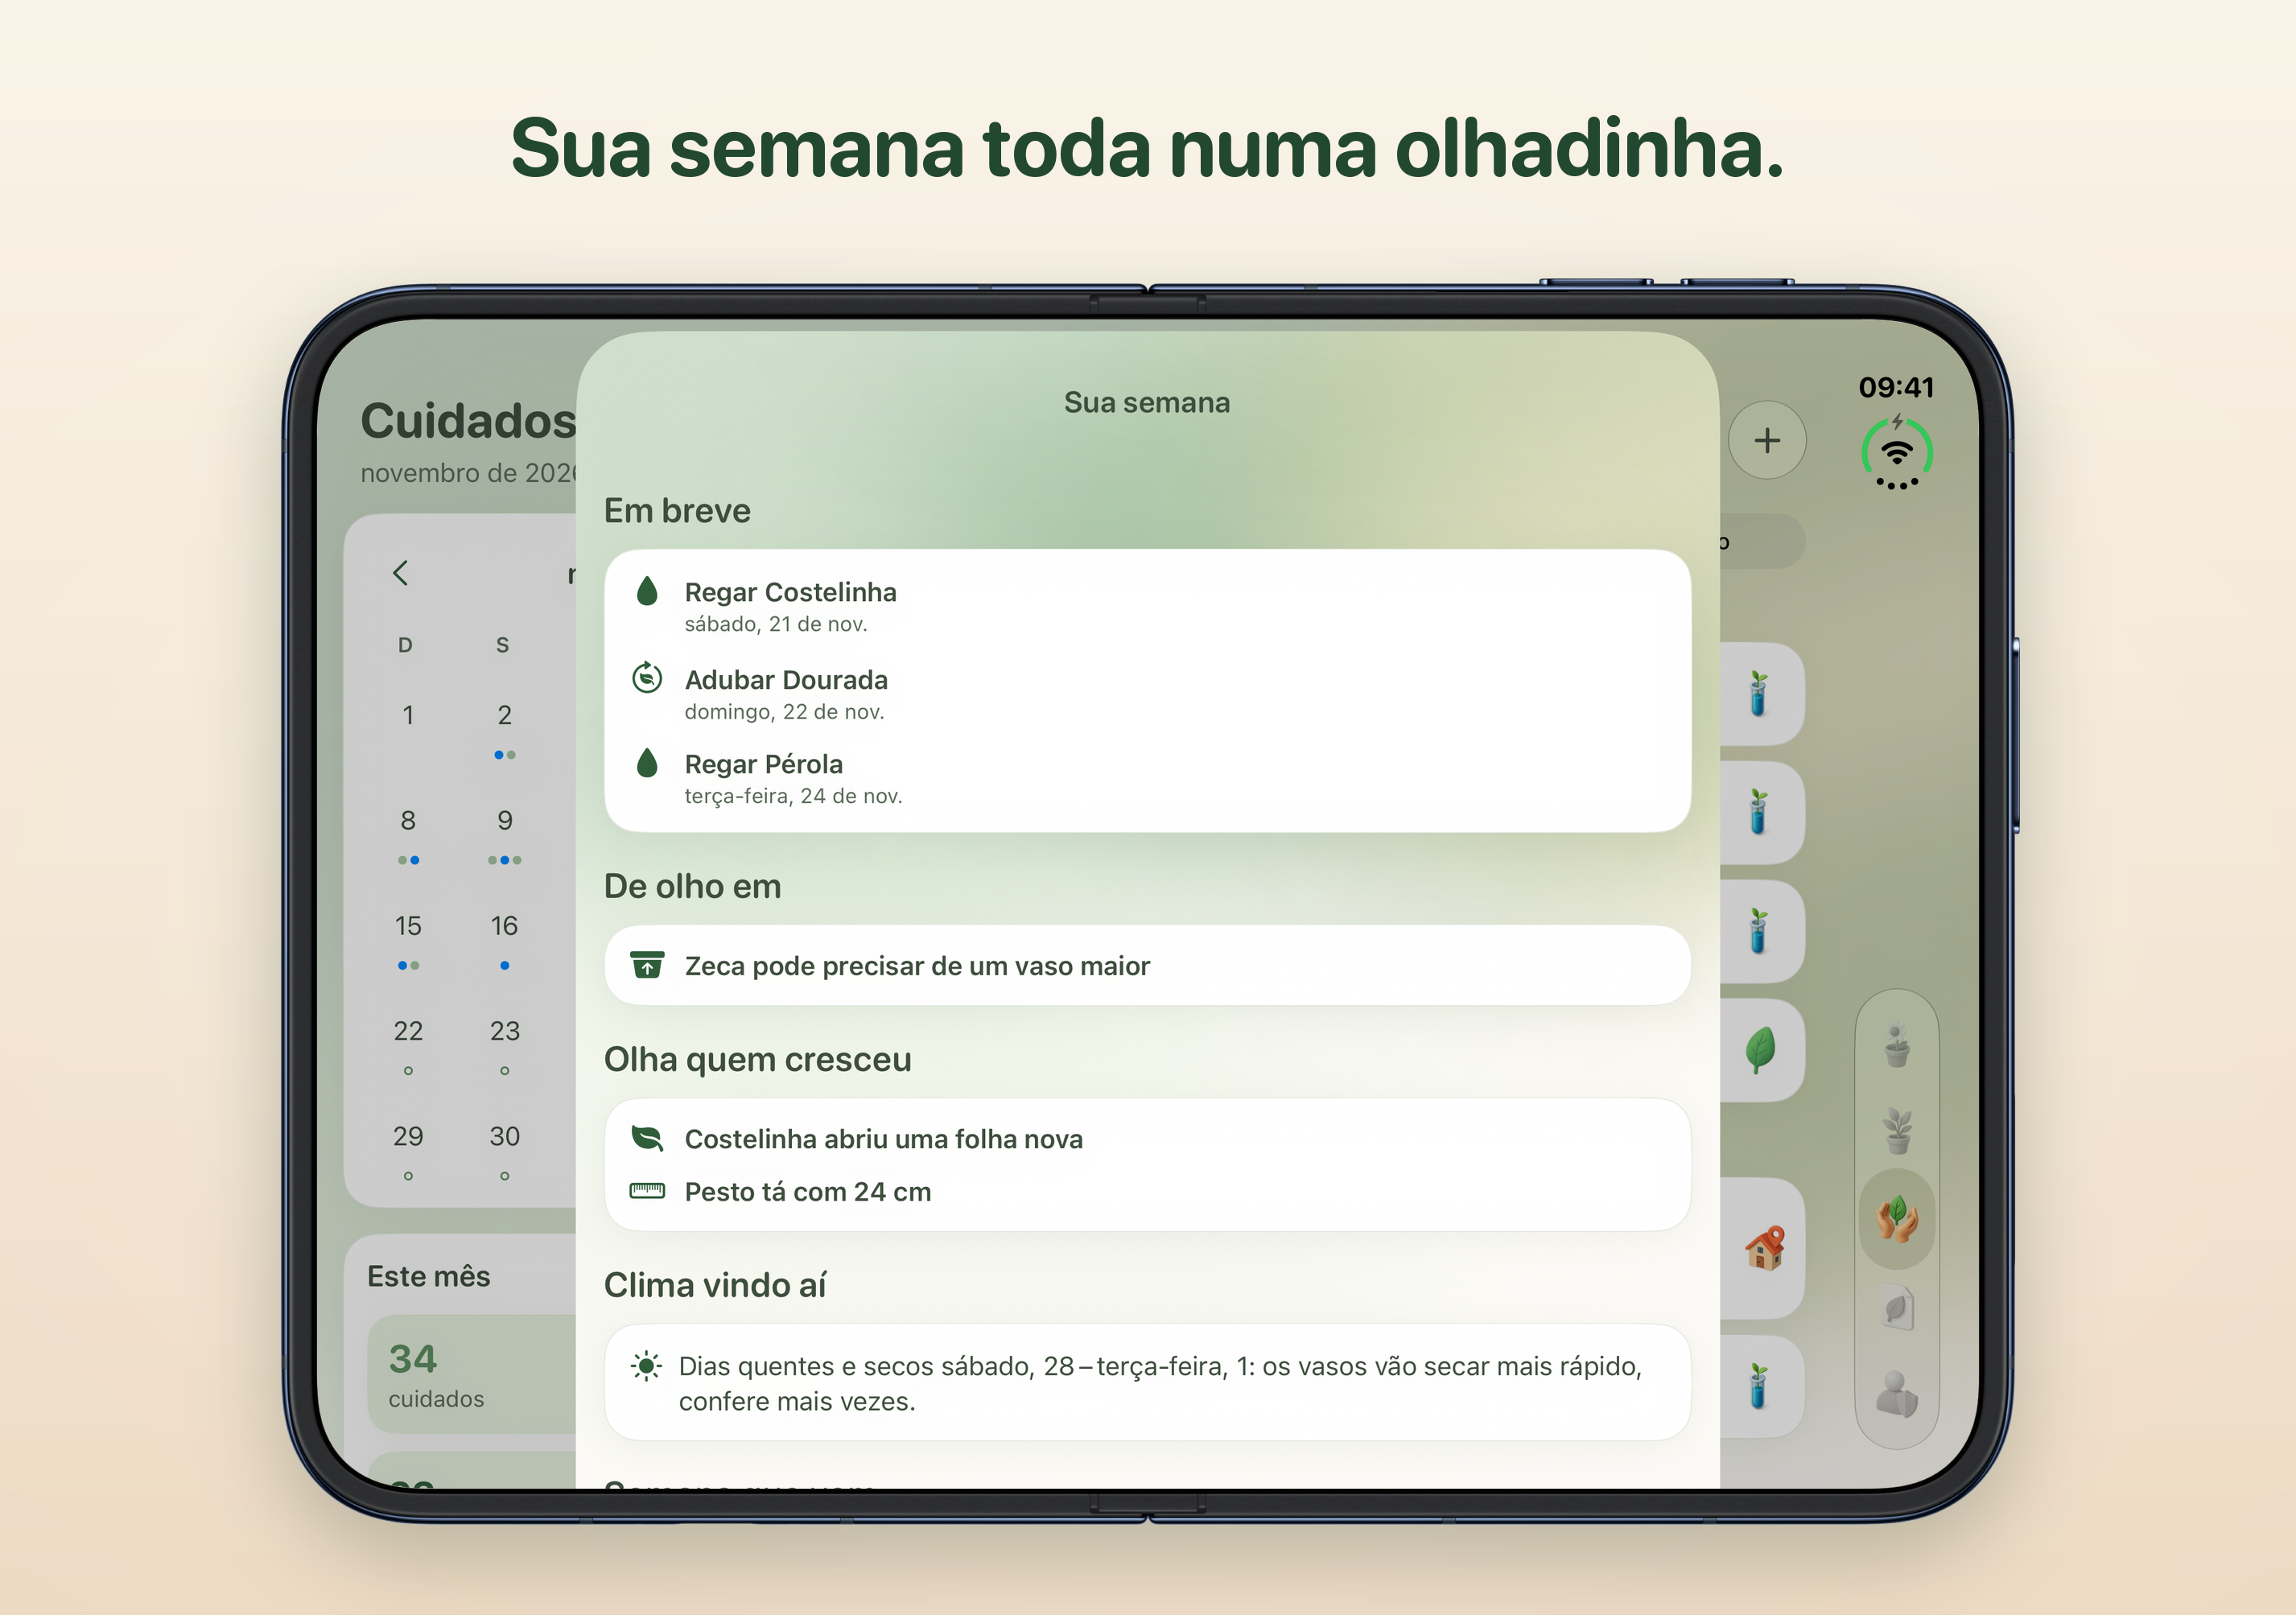 Sua semana toda numa olhadinha.
Cuidados
novembro de 202
D S
1 2
8 9
15 16
22 23
29 30
Este mês
34
cuidados
Sua semana
Em breve
Regar Costelinha
sábado, 21 de nov.
Adubar Dourada
domingo, 22 de nov.
Regar Pérola
terça-feira, 24 de nov.
De olho em
Zeca pode precisar de um vaso maior
Olha quem cresceu
Costelinha abriu uma folha nova
Pesto tá com 24 cm
Clima vindo aí
Dias quentes e secos sábado, 28 – terça-feira, 1: os vasos vão secar mais rápido,
confere mais vezes.
09:41